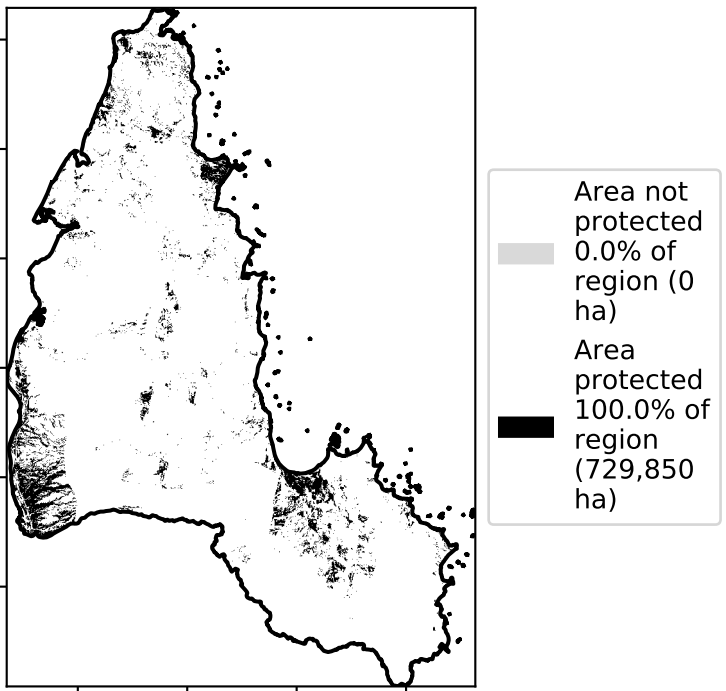 Area not
protected
0.0% of
region (0
ha)
Area
protected
100.0% of
region
(729,850
ha)